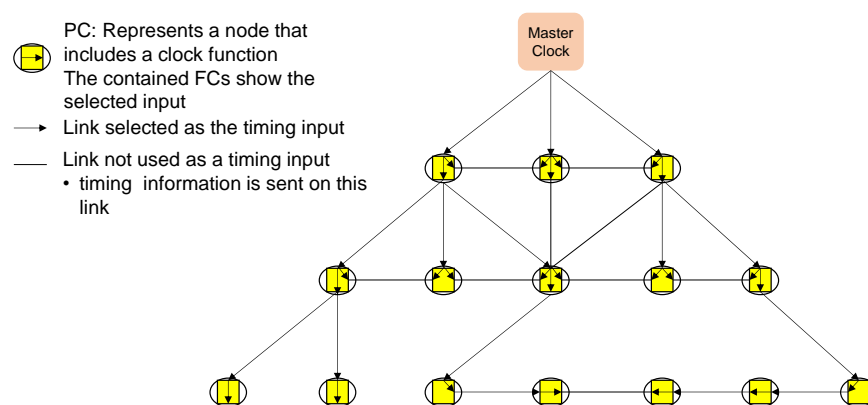 PC: Represents a node that
includes a clock function
The contained FCs show the
selected input
Link selected as the timing input
Link not used as a timing input
• timing information is sent on this
link
Master
Clock